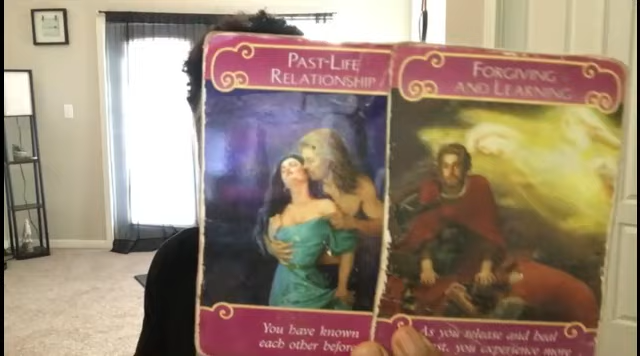 PAST-LIFE
RELATIONSHIP
You have known
each other before
FORGIVING
AND LEARNING
As you release and heal
you experience more